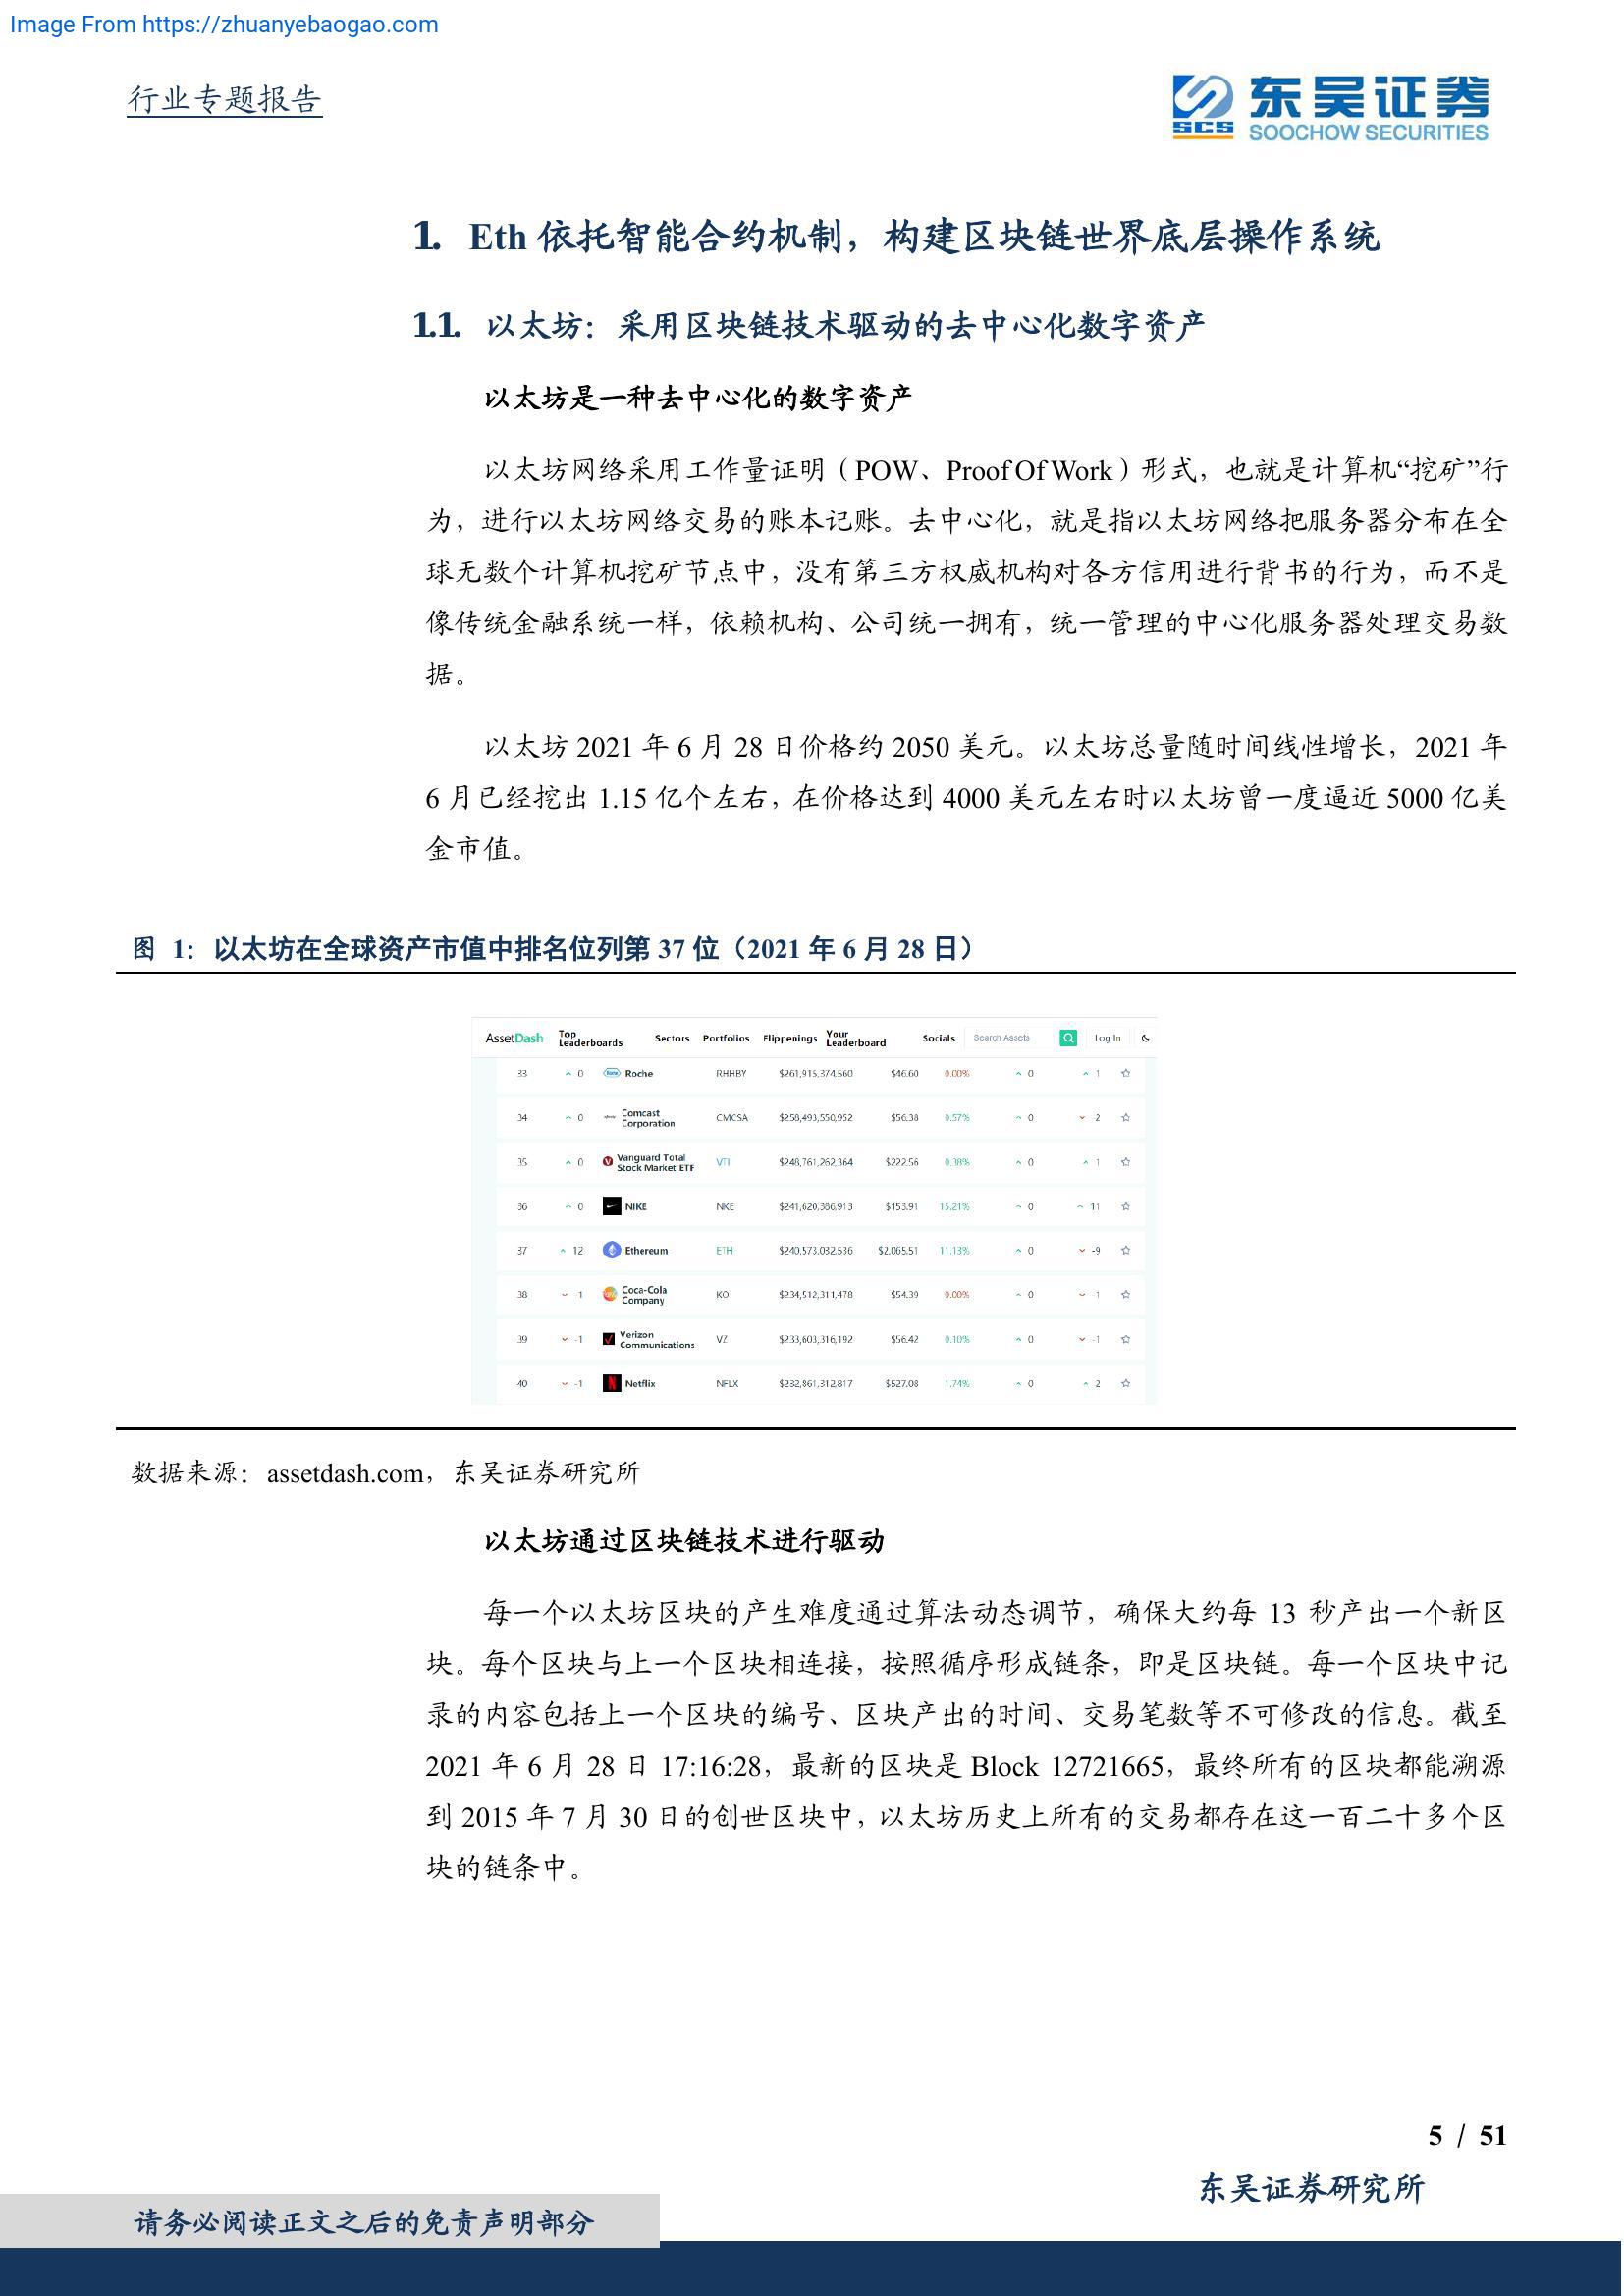 Image From https://zhuanyebaogao.com
行业专题报告
东吴证券
SCS
SOOCHOW SECURITIES
1. Eth 依托智能合约机制，构建区块链世界底层操作系统
1.1. 以太坊：采用区块链技术驱动的去中心化数字资产
以太坊是一种去中心化的数字资产
以太坊网络采用工作量证明（POW、Proof Of Work）形式，也就是计算机“挖矿”行
为，进行以太坊网络交易的账本记账。去中心化，就是指以太坊网络把服务器分布在全
球无数个计算机挖矿节点中，没有第三方权威机构对各方信用进行背书的行为，而不是
像传统金融系统一样，依赖机构、公司统一拥有，统一管理的中心化服务器处理交易数
据。
以太坊 2021 年 6 月 28 日价格约 2050 美元。以太坊总量随时间线性增长，2021 年
6 月已经挖出 1.15 亿个左右，在价格达到 4000 美元左右时以太坊曾一度逼近 5000 亿美
金市值。
图 1：以太坊在全球资产市值中排名位列第 37 位（2021 年 6 月 28 日）
AssetDash Top Leaderboards Sectors Portfolios Flippenings Your Leaderboard Socials Search Assets Log In
33 0 Roche RHHBY $261,915,374,560 $46.60 0.00% 0 1
34 0 Comcast Corporation CMCSA $258,493,550,952 $56.38 0.57% 0 -2
35 0 Vanguard Total Stock Market ETF VTI $248,761,262,364 $222.56 0.38% 0 1
36 0 NIKE NKE $241,620,386,913 $153.91 15.21% 0 11
37 12 Ethereum ETH $240,573,032,536 $2,065.51 11.13% 0 -9
38 -1 Coca-Cola Company KO $234,512,311,478 $54.39 0.00% 0 -1
39 -1 Verizon Communications VZ $233,603,316,192 $56.42 0.10% 0 -1
40 -1 Netflix NFLX $232,861,312,817 $527.08 1.74% 0 2
数据来源：assetdash.com，东吴证券研究所
以太坊通过区块链技术进行驱动
每一个以太坊区块的产生难度通过算法动态调节，确保大约每 13 秒产出一个新区
块。每个区块与上一个区块相连接，按照循序形成链条，即是区块链。每一个区块中记
录的内容包括上一个区块的编号、区块产出的时间、交易笔数等不可修改的信息。截至
2021 年 6 月 28 日 17:16:28，最新的区块是 Block 12721665，最终所有的区块都能溯源
到 2015 年 7 月 30 日的创世区块中，以太坊历史上所有的交易都存在这一百二十多个区
块的链条中。
5 / 51
东吴证券研究所
请务必阅读正文之后的免责声明部分